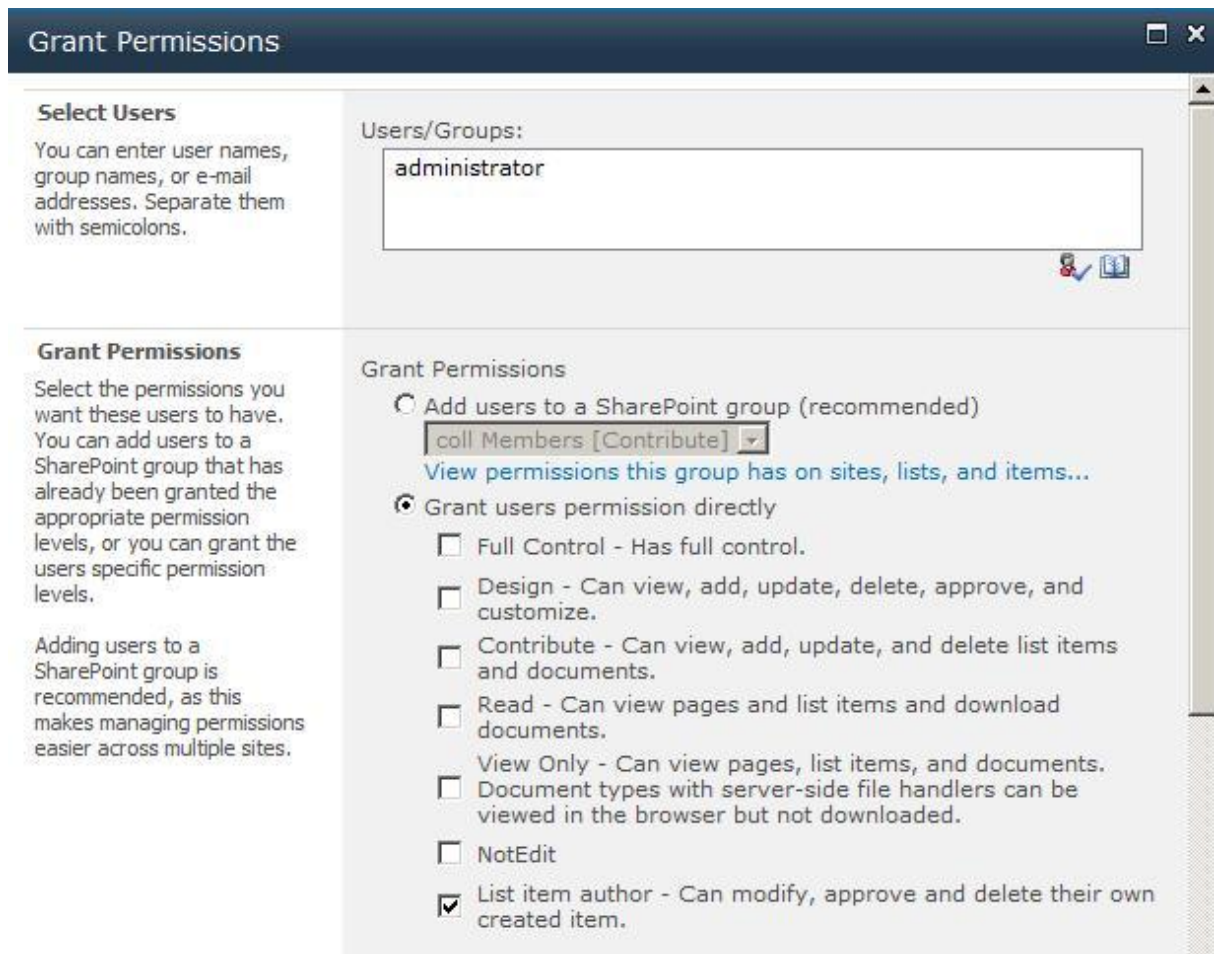 Grant Permissions
Select Users
You can enter user names,
group names, or e-mail
addresses. Separate them
with semicolons.
Users/Groups:
administrator
Grant Permissions
Select the permissions you
want these users to have.
You can add users to a
SharePoint group that has
already been granted the
appropriate permission
levels, or you can grant the
users specific permission
levels.
Adding users to a
SharePoint group is
recommended, as this
makes managing permissions
easier across multiple sites.
Grant Permissions
Add users to a SharePoint group (recommended)
coll Members [Contribute]
View permissions this group has on sites, lists, and items...
Grant users permission directly
Full Control - Has full control.
Design - Can view, add, update, delete, approve, and
customize.
Contribute - Can view, add, update, and delete list items
and documents.
Read - Can view pages and list items and download
documents.
View Only - Can view pages, list items, and documents.
Document types with server-side file handlers can be
viewed in the browser but not downloaded.
NotEdit
List item author - Can modify, approve and delete their own
created item.